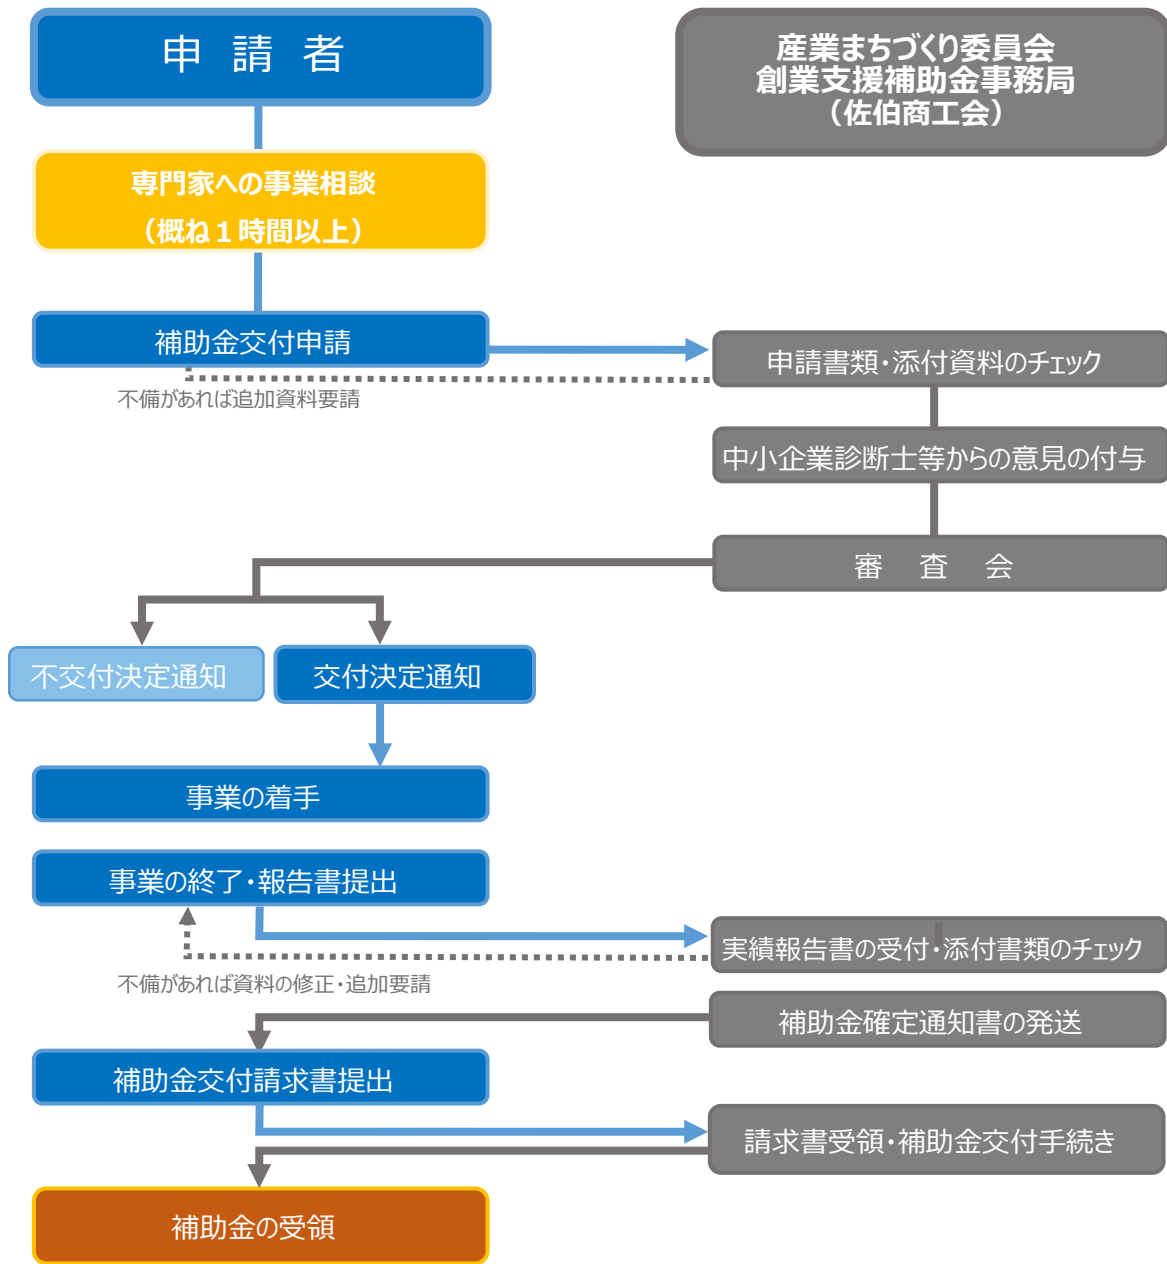 申 請 者
産業まちづくり委員会
創業支援補助金事務局
（佐伯商工会）
専門家への事業相談
（概ね１時間以上）
補助金交付申請
申請書類・添付資料のチェック
不備があれば追加資料要請
中小企業診断士等からの意見の付与
審 査 会
不交付決定通知
交付決定通知
事業の着手
事業の終了・報告書提出
実績報告書の受付・添付書類のチェック
不備があれば資料の修正・追加要請
補助金確定通知書の発送
補助金交付請求書提出
請求書受領・補助金交付手続き
補助金の受領